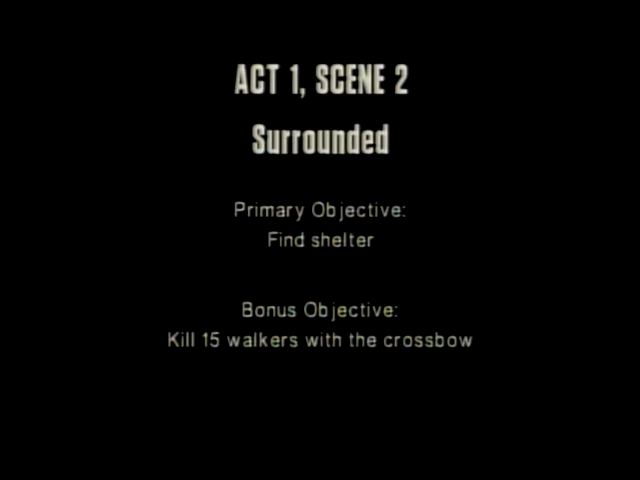 ACT 1, SCENE 2
Surrounded
Primary Objective:
Find shelter
Bonus Objective:
Kill 15 walkers with the crossbow